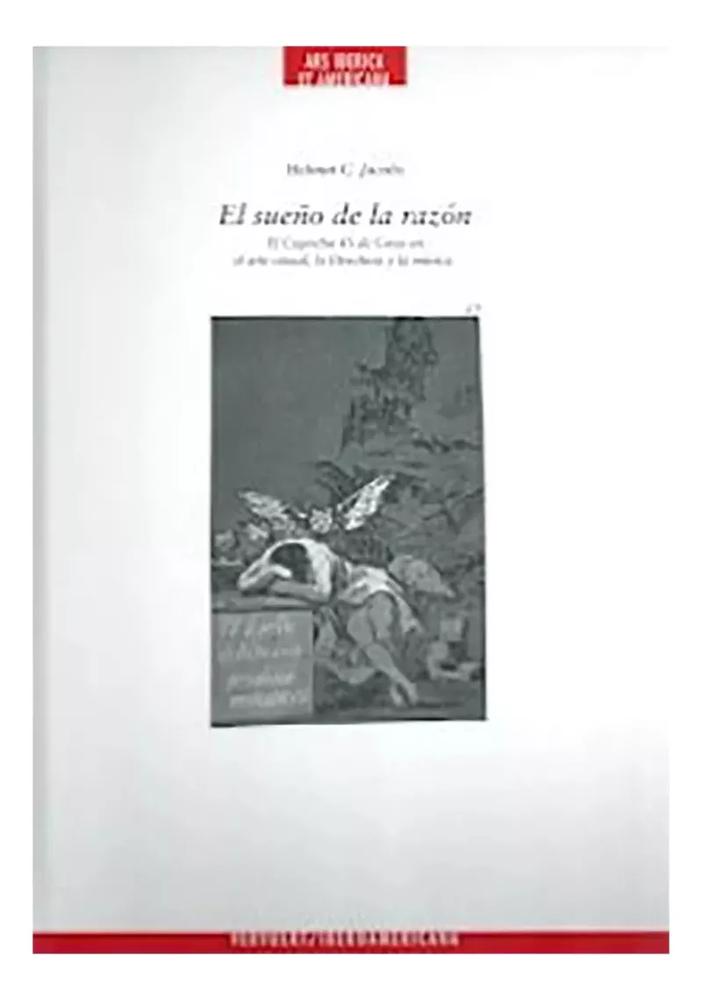 ARS IBERICA
ET AMERICANA
Helmut C. Jacobs
El sueño de la razón
El Capricho 43 de Goya en
el arte visual, la literatura y la música
43
El sueño
de la razon
produce
monstruos
VERVUERT/IBEROAMERICANA